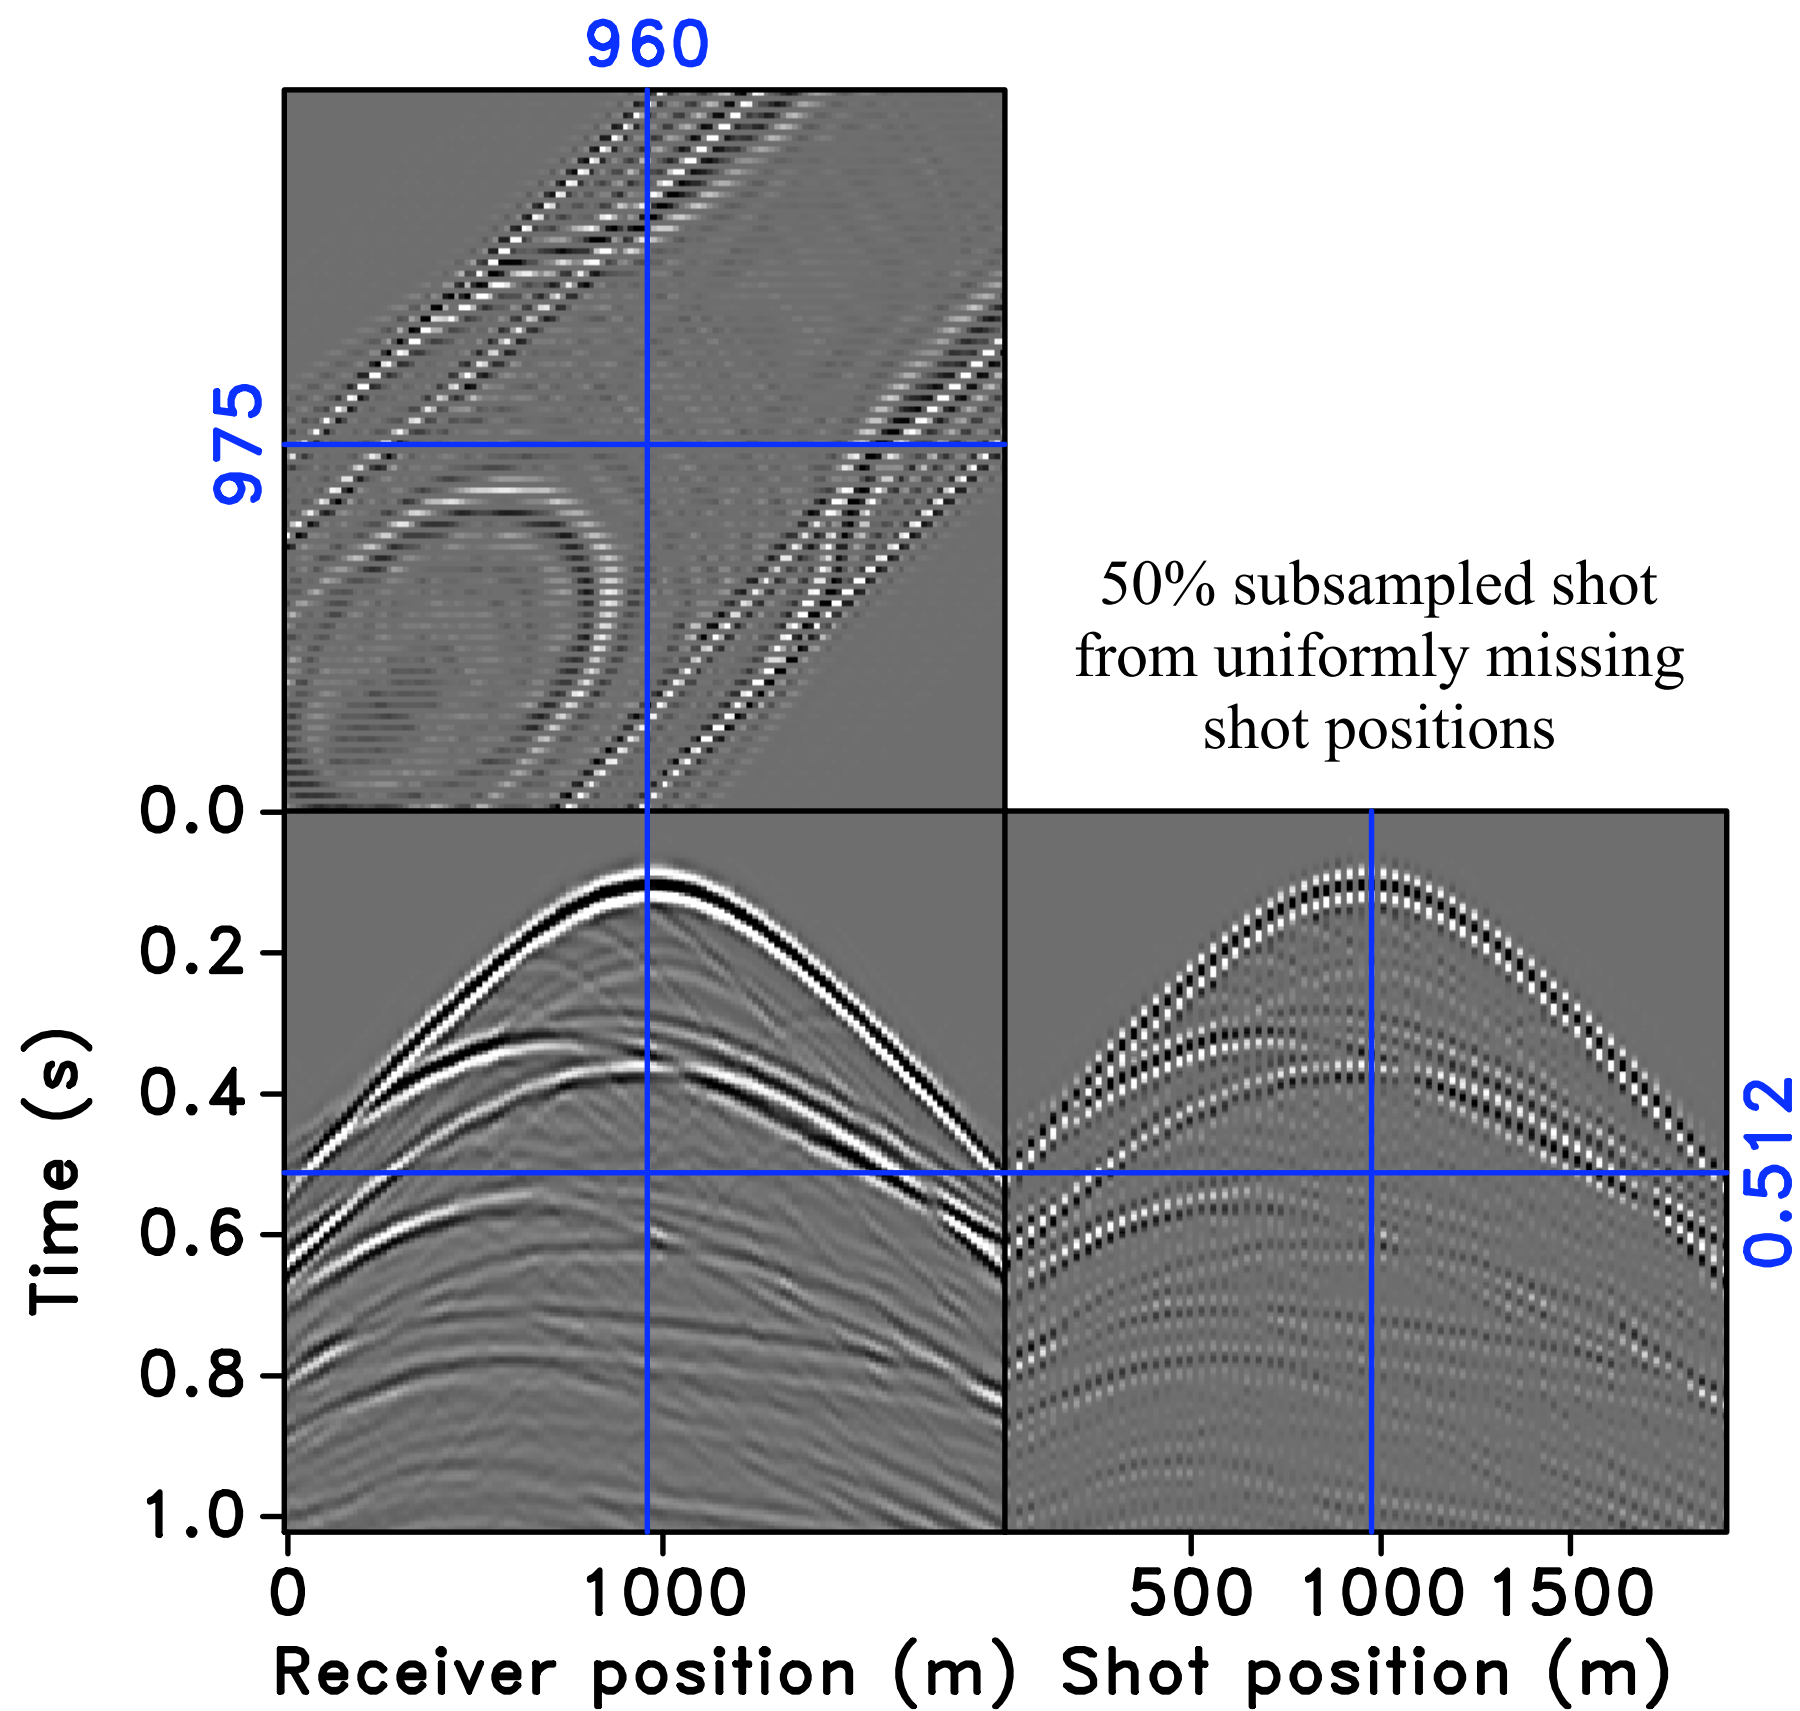 960
975
50% subsampled shot
from uniformly missing
shot positions
0.0
0.2
0.4
0.6
0.8
1.0
Time (s)
0.512
0 1000
500 1000 1500
Receiver position (m) Shot position (m)